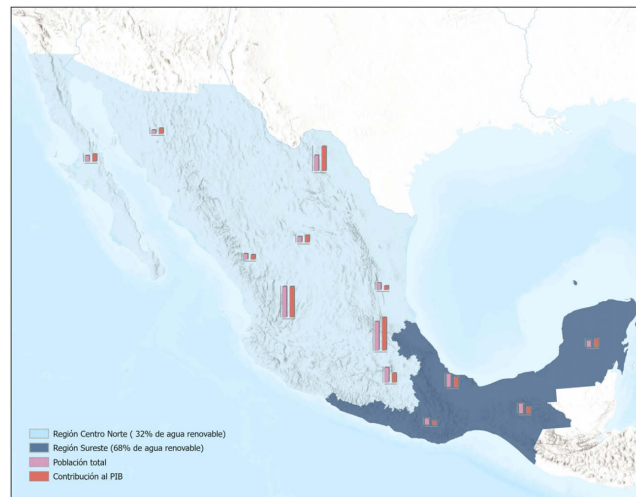 Región Centro Norte ( 32% de agua renovable)
Región Sureste (68% de agua renovable)
Población total
Contribución al PIB